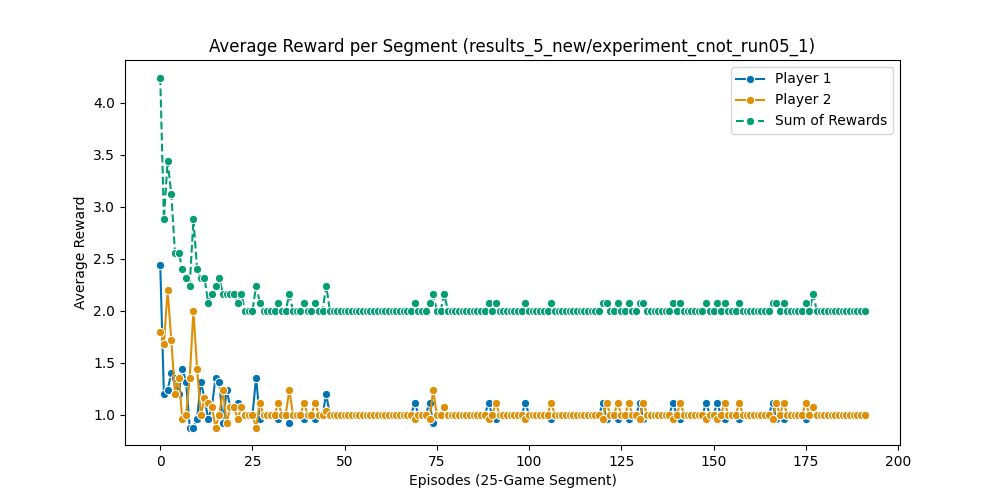 Average Reward per Segment (results_5_new/experiment_cnot_run05_1)
Player 1
Player 2
Sum of Rewards
Average Reward
4.0
3.5
3.0
2.5
2.0
1.5
1.0
0 25 50 75 100 125 150 175 200
Episodes (25-Game Segment)